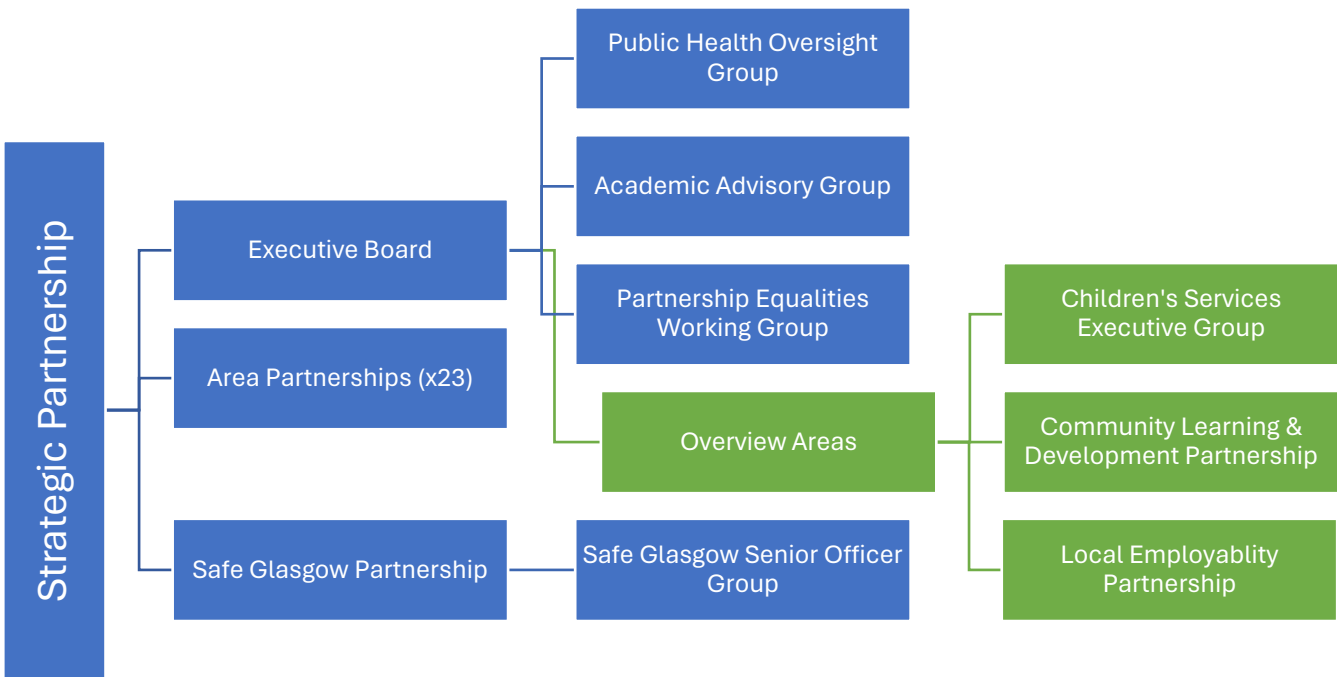 Strategic Partnership
Executive Board
Area Partnerships (x23)
Safe Glasgow Partnership
Public Health Oversight
Group
Academic Advisory Group
Partnership Equalities
Working Group
Overview Areas
Safe Glasgow Senior Officer
Group
Children's Services
Executive Group
Community Learning &
Development Partnership
Local Employablity
Partnership